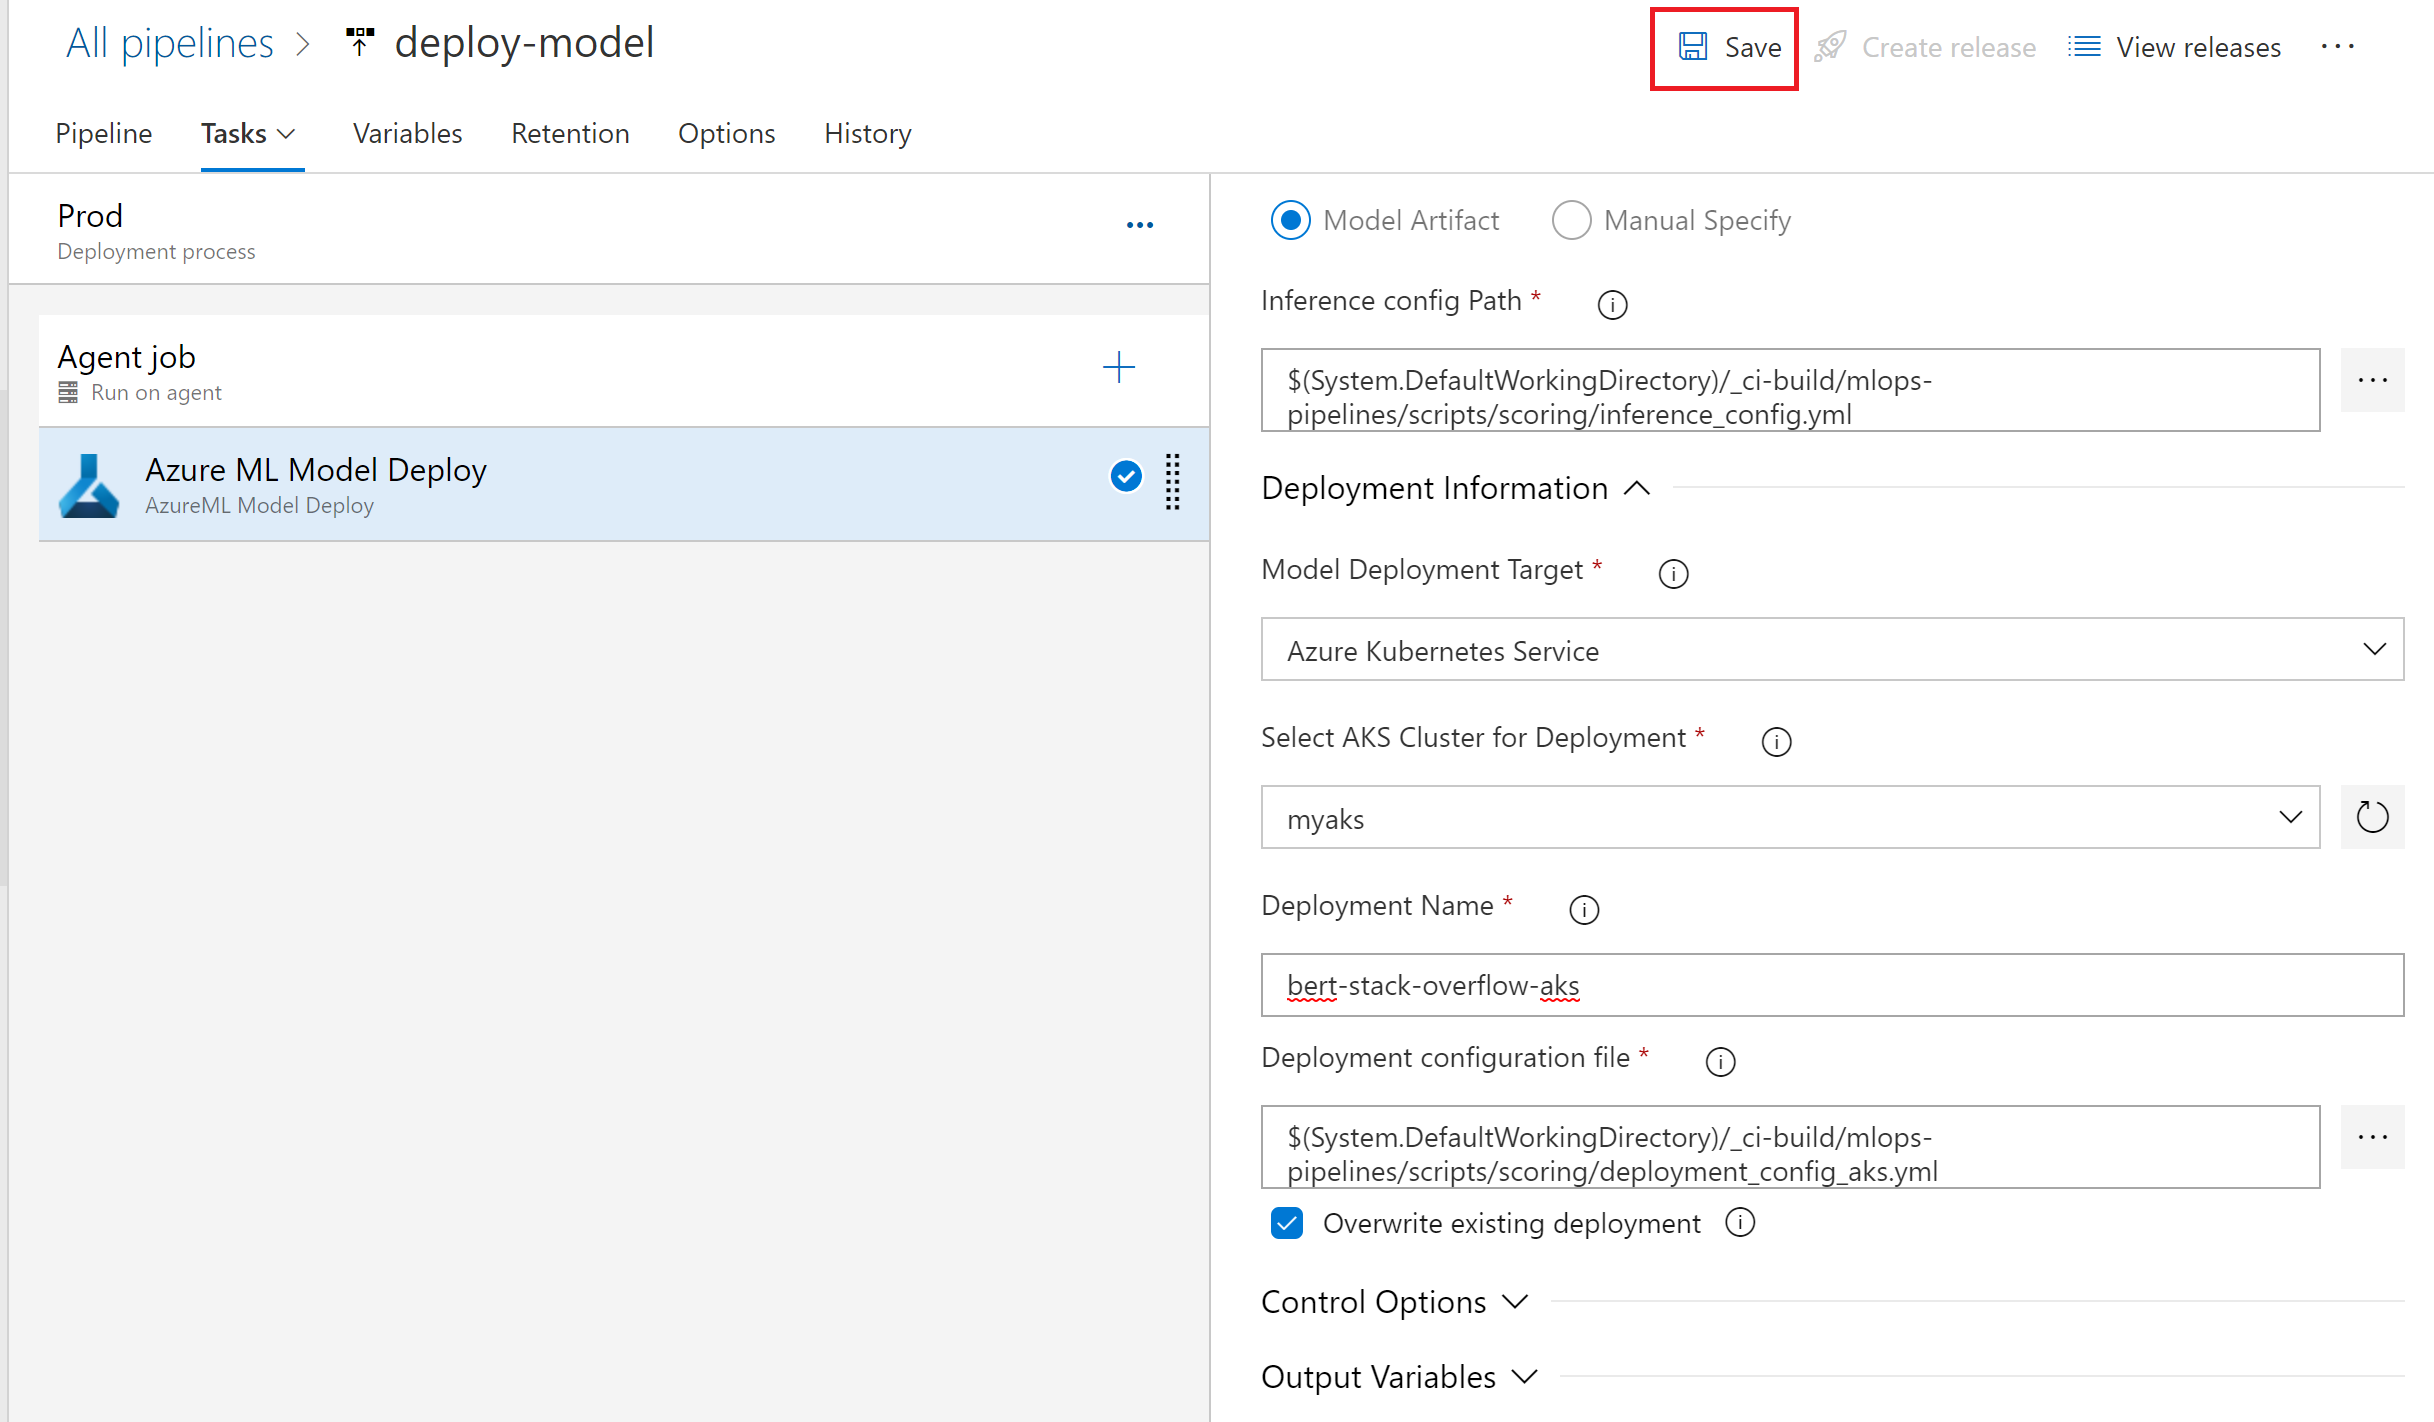 All pipelines > deploy-model
Save
Create release
View releases
Pipeline
Tasks
Variables
Retention
Options
History
Prod
Deployment process
Agent job
Run on agent
Azure ML Model Deploy
AzureML Model Deploy
Model Artifact
Manual Specify
Inference config Path *
$(System.DefaultWorkingDirectory)/_ci-build/mlops-
pipelines/scripts/scoring/inference_config.yml
Deployment Information
Model Deployment Target *
Azure Kubernetes Service
Select AKS Cluster for Deployment *
myaks
Deployment Name *
bert-stack-overflow-aks
Deployment configuration file *
$(System.DefaultWorkingDirectory)/_ci-build/mlops-
pipelines/scripts/scoring/deployment_config_aks.yml
Overwrite existing deployment
Control Options
Output Variables